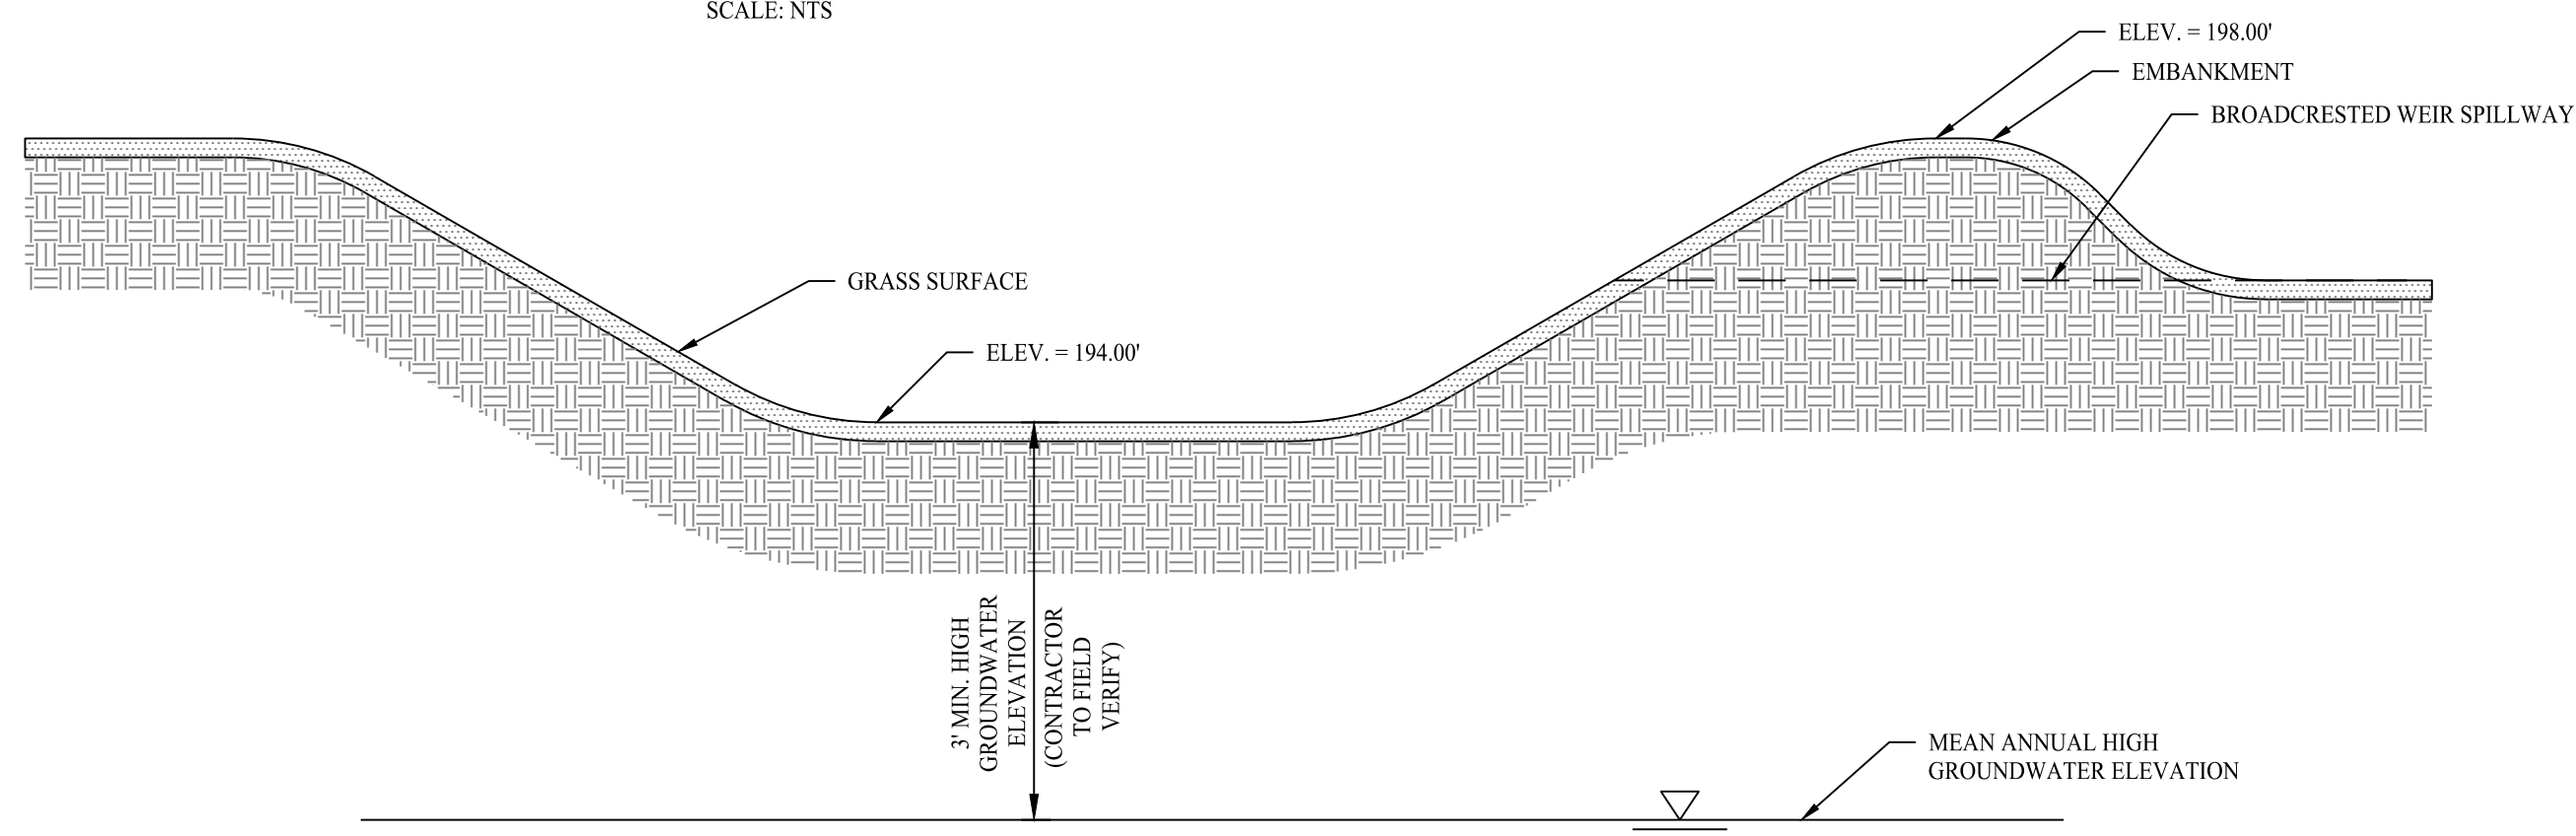 SCALE: NTS
ELEV. = 198.00'
EMBANKMENT
BROADCRESTED WEIR SPILLWAY
GRASS SURFACE
ELEV. = 194.00'
3' MIN. HIGH
GROUNDWATER
ELEVATION
(CONTRACTOR
TO FIELD
VERIFY)
MEAN ANNUAL HIGH
GROUNDWATER ELEVATION